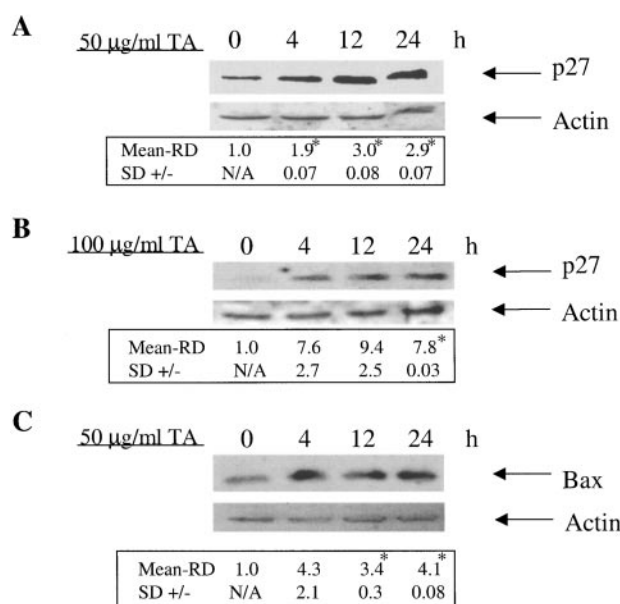 A
50 µg/ml TA 0 4 12 24 h
p27
Actin
Mean-RD 1.0 1.9* 3.0* 2.9*
SD +/- N/A 0.07 0.08 0.07
B
100 µg/ml TA 0 4 12 24 h
p27
Actin
Mean-RD 1.0 7.6 9.4 7.8*
SD +/- N/A 2.7 2.5 0.03
C
50 µg/ml TA 0 4 12 24 h
Bax
Actin
Mean-RD 1.0 4.3 3.4* 4.1*
SD +/- N/A 2.1 0.3 0.08